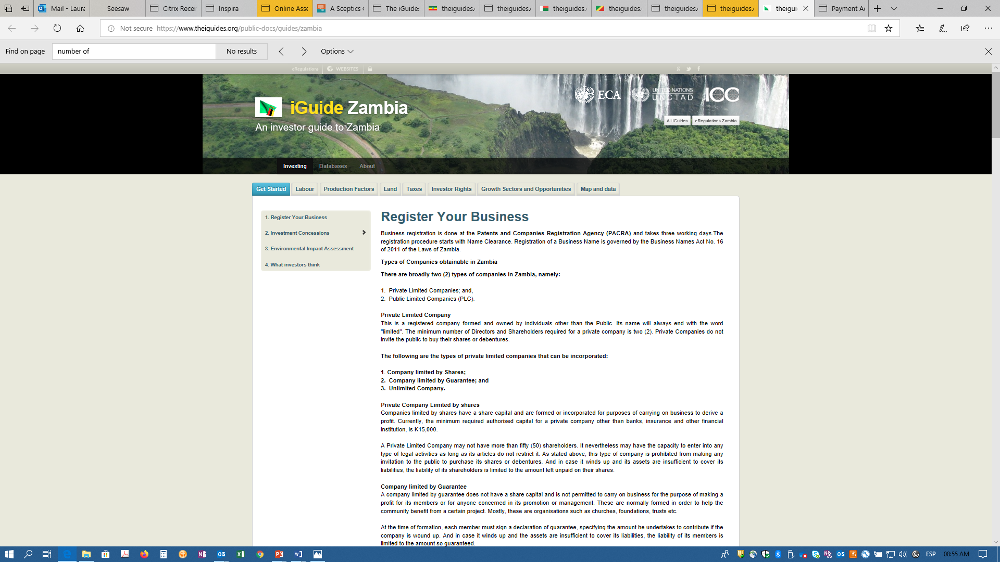 Mail - Laura
Seesaw
Citrix Recei
Inspira
Online Asse
A Sceptics
The iGuides
theiguides.
theiguides.
theiguides.
theiguides.
theiguides.
theiguides.
theigui
Payment A
Not secure https://www.theiguides.org/public-docs/guides/zambia
Find on page number of No results Options
eRegulations WEBSITES
ECA UNITED NATIONS UNCTAD ICC
iGuide Zambia
An investor guide to Zambia
All iGuides eRegulations Zambia
Investing Databases About
Get Started Labour Production Factors Land Taxes Investor Rights Growth Sectors and Opportunities Map and data
1. Register Your Business
2. Investment Concessions
3. Environmental Impact Assessment
4. What investors think
Register Your Business
Business registration is done at the Patents and Companies Registration Agency (PACRA) and takes three working days.The
registration procedure starts with Name Clearance. Registration of a Business Name is governed by the Business Names Act No. 16
of 2011 of the Laws of Zambia.
Types of Companies obtainable in Zambia
There are broadly two (2) types of companies in Zambia, namely:
1. Private Limited Companies; and,
2. Public Limited Companies (PLC).
Private Limited Company
This is a registered company formed and owned by individuals other than the Public. Its name will always end with the word
"limited". The minimum number of Directors and Shareholders required for a private company is two (2). Private Companies do not
invite the public to buy their shares or debentures.
The following are the types of private limited companies that can be incorporated:
1. Company limited by Shares;
2. Company limited by Guarantee; and
3. Unlimited Company.
Private Company Limited by shares
Companies limited by shares have a share capital and are formed or incorporated for purposes of carrying on business to derive a
profit. Currently, the minimum required authorised capital for a private company other than banks, insurance and other financial
institution, is K15,000.
A Private Limited Company may not have more than fifty (50) shareholders. It nevertheless may have the capacity to enter into any
type of legal activities as long as its articles do not restrict it. As stated above, this type of company is prohibited from making any
invitation to the public to purchase its shares or debentures. And in case it winds up and its assets are insufficient to cover its
liabilities, the liability of its shareholders is limited to the amount left unpaid on their shares.
Company limited by Guarantee
A company limited by guarantee does not have a share capital and is not permitted to carry on business for the purpose of making a
profit for its members or for anyone concerned in its promotion or management. These are normally formed in order to help the
community benefit from a certain project. Mostly, these are organisations such as churches, foundations, trusts etc.
At the time of formation, each member must sign a declaration of guarantee, specifying the amount he undertakes to contribute if the
company is wound up. And in case it winds up and the assets are insufficient to cover its liabilities, the liability of its members is
limited to the amount so guaranteed.
ESP 08:55 AM